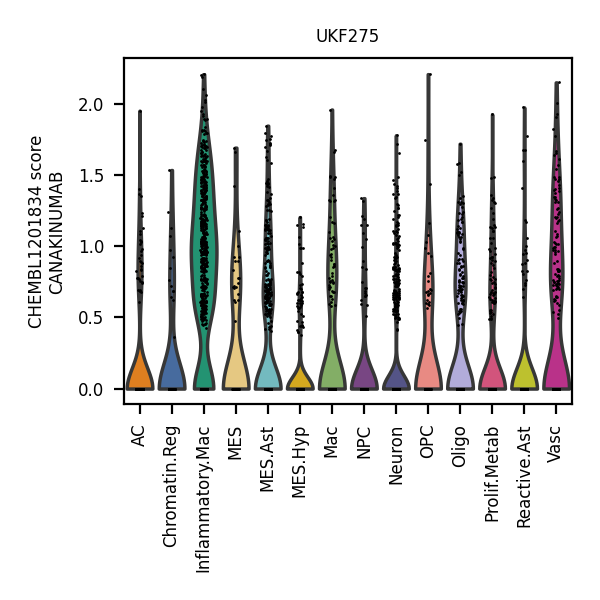 UKF275
CHEMBL1201834 score
CANAKINUMAB
2.0
1.5
1.0
0.5
0.0
AC
Chromatin.Reg
Inflammatory.Mac
MES
MES.Ast
MES.Hyp
Mac
NPC
Neuron
OPC
Oligo
Prolif.Metab
Reactive.Ast
Vasc